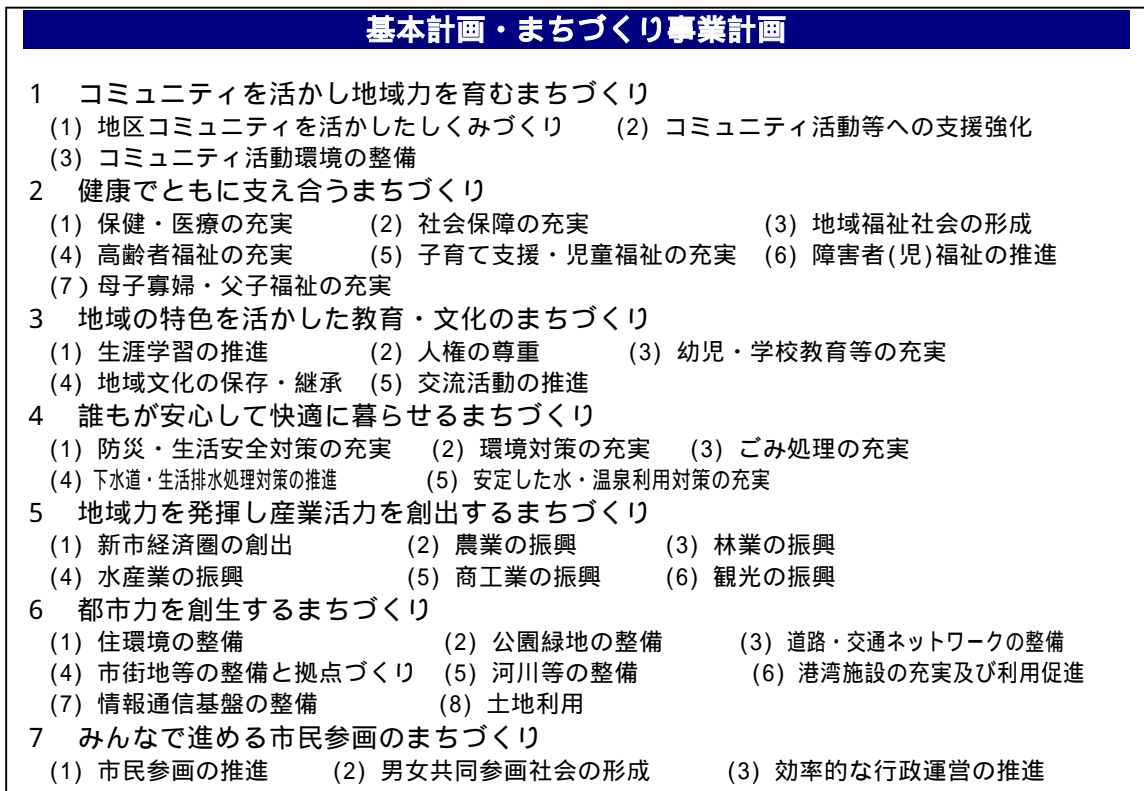 基本計画・まちづくり事業計画
1 コミュニティを活かし地域力を育むまちづくり
(1) 地区コミュニティを活かしたしくみづくり (2) コミュニティ活動等への支援強化
(3) コミュニティ活動環境の整備
2 健康でともに支え合うまちづくり
(1) 保健・医療の充実 (2) 社会保障の充実 (3) 地域福祉社会の形成
(4) 高齢者福祉の充実 (5) 子育て支援・児童福祉の充実 (6) 障害者(児)福祉の推進
(7) 母子寡婦・父子福祉の充実
3 地域の特色を活かした教育・文化のまちづくり
(1) 生涯学習の推進 (2) 人権の尊重 (3) 幼児・学校教育等の充実
(4) 地域文化の保存・継承 (5) 交流活動の推進
4 誰もが安心して快適に暮らせるまちづくり
(1) 防災・生活安全対策の充実 (2) 環境対策の充実 (3) ごみ処理の充実
(4) 下水道・生活排水処理対策の推進 (5) 安定した水・温泉利用対策の充実
5 地域力を発揮し産業活力を創出するまちづくり
(1) 新市経済圏の創出 (2) 農業の振興 (3) 林業の振興
(4) 水産業の振興 (5) 商工業の振興 (6) 観光の振興
6 都市力を創生するまちづくり
(1) 住環境の整備 (2) 公園緑地の整備 (3) 道路・交通ネットワークの整備
(4) 市街地等の整備と拠点づくり (5) 河川等の整備 (6) 港湾施設の充実及び利用促進
(7) 情報通信基盤の整備 (8) 土地利用
7 みんなで進める市民参画のまちづくり
(1) 市民参画の推進 (2) 男女共同参画社会の形成 (3) 効率的な行政運営の推進